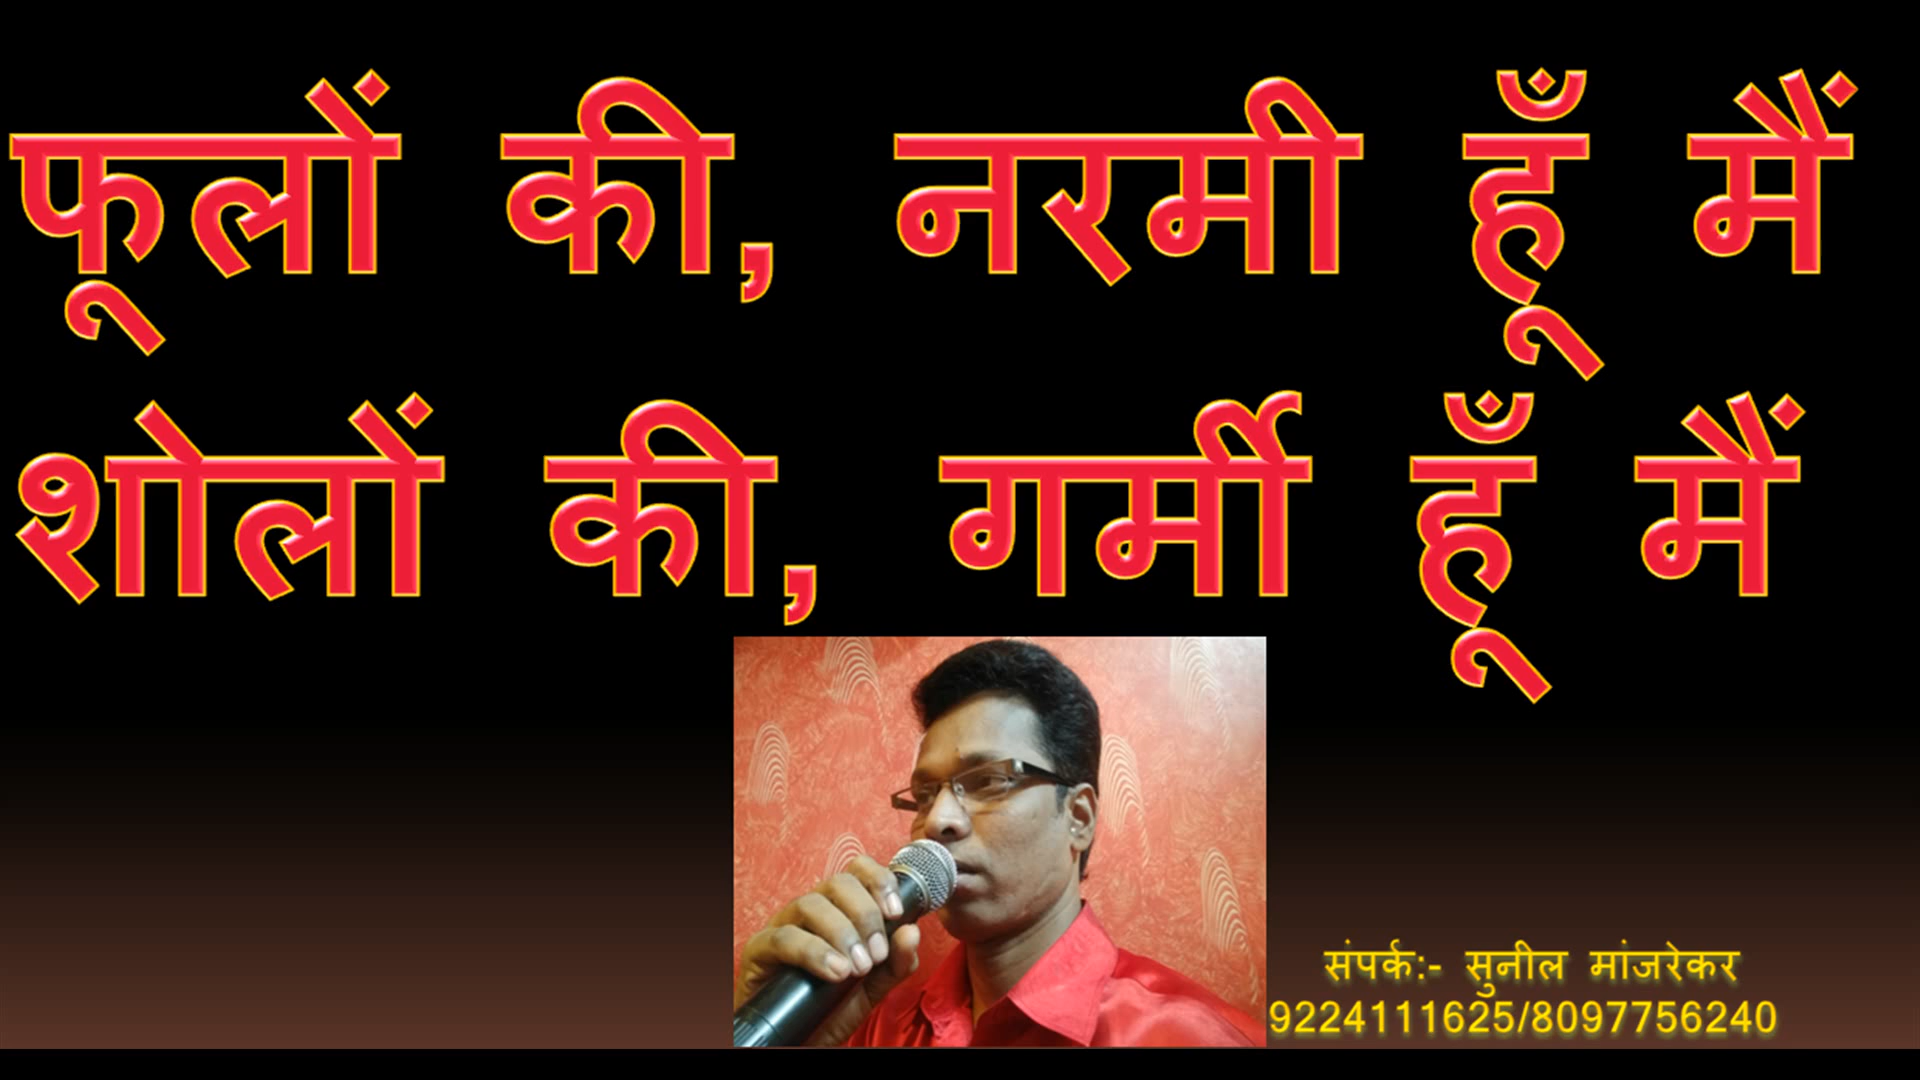 फूलों की, नरमी हूँ मैं
शोलों की, गर्मी हूँ मैं
संपर्क:- सुनील मांजरेकर
9224111625/8097756240